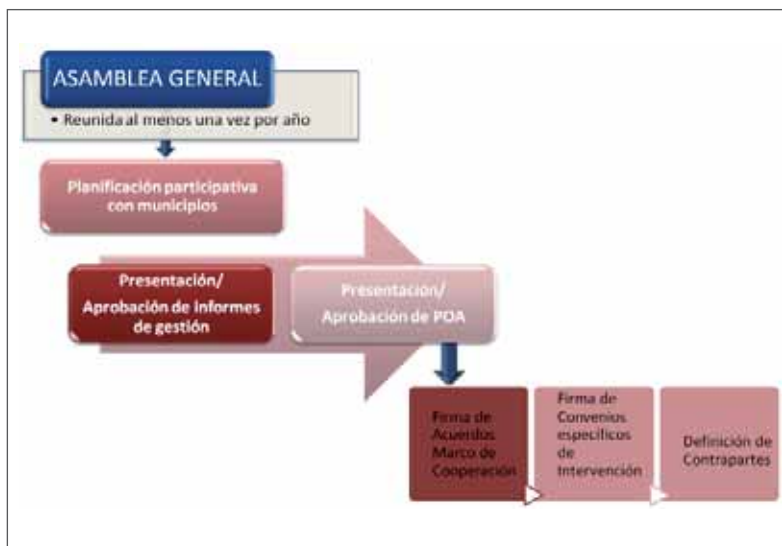 ASAMBLEA GENERAL
• Reunida al menos una vez por año
Planificación participativa
con municipios
Presentación/
Aprobación de informes
de gestión
Presentación/
Aprobación de POA
Firma de
Acuerdos
Marco de
Cooperación
Firma de
Convenios
específicos
de
Intervención
Definición de
Contrapartes